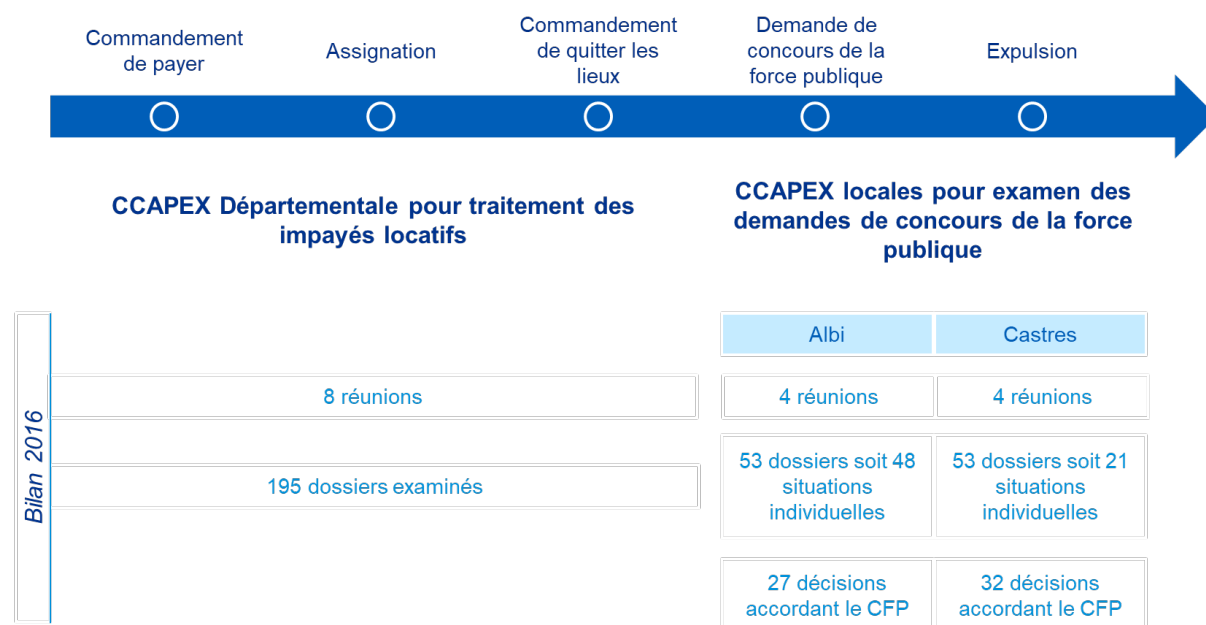 Commandement
de payer
Assignation
Commandement
de quitter les
lieux
Demande de
concours de la
force publique
Expulsion
CCAPEX Départementale pour traitement des
impayés locatifs
CCAPEX locales pour examen des
demandes de concours de la force
publique
Bilan 2016
Albi
Castres
8 réunions
4 réunions
4 réunions
195 dossiers examinés
53 dossiers soit 48
situations
individuelles
53 dossiers soit 21
situations
individuelles
27 décisions
accordant le CFP
32 décisions
accordant le CFP